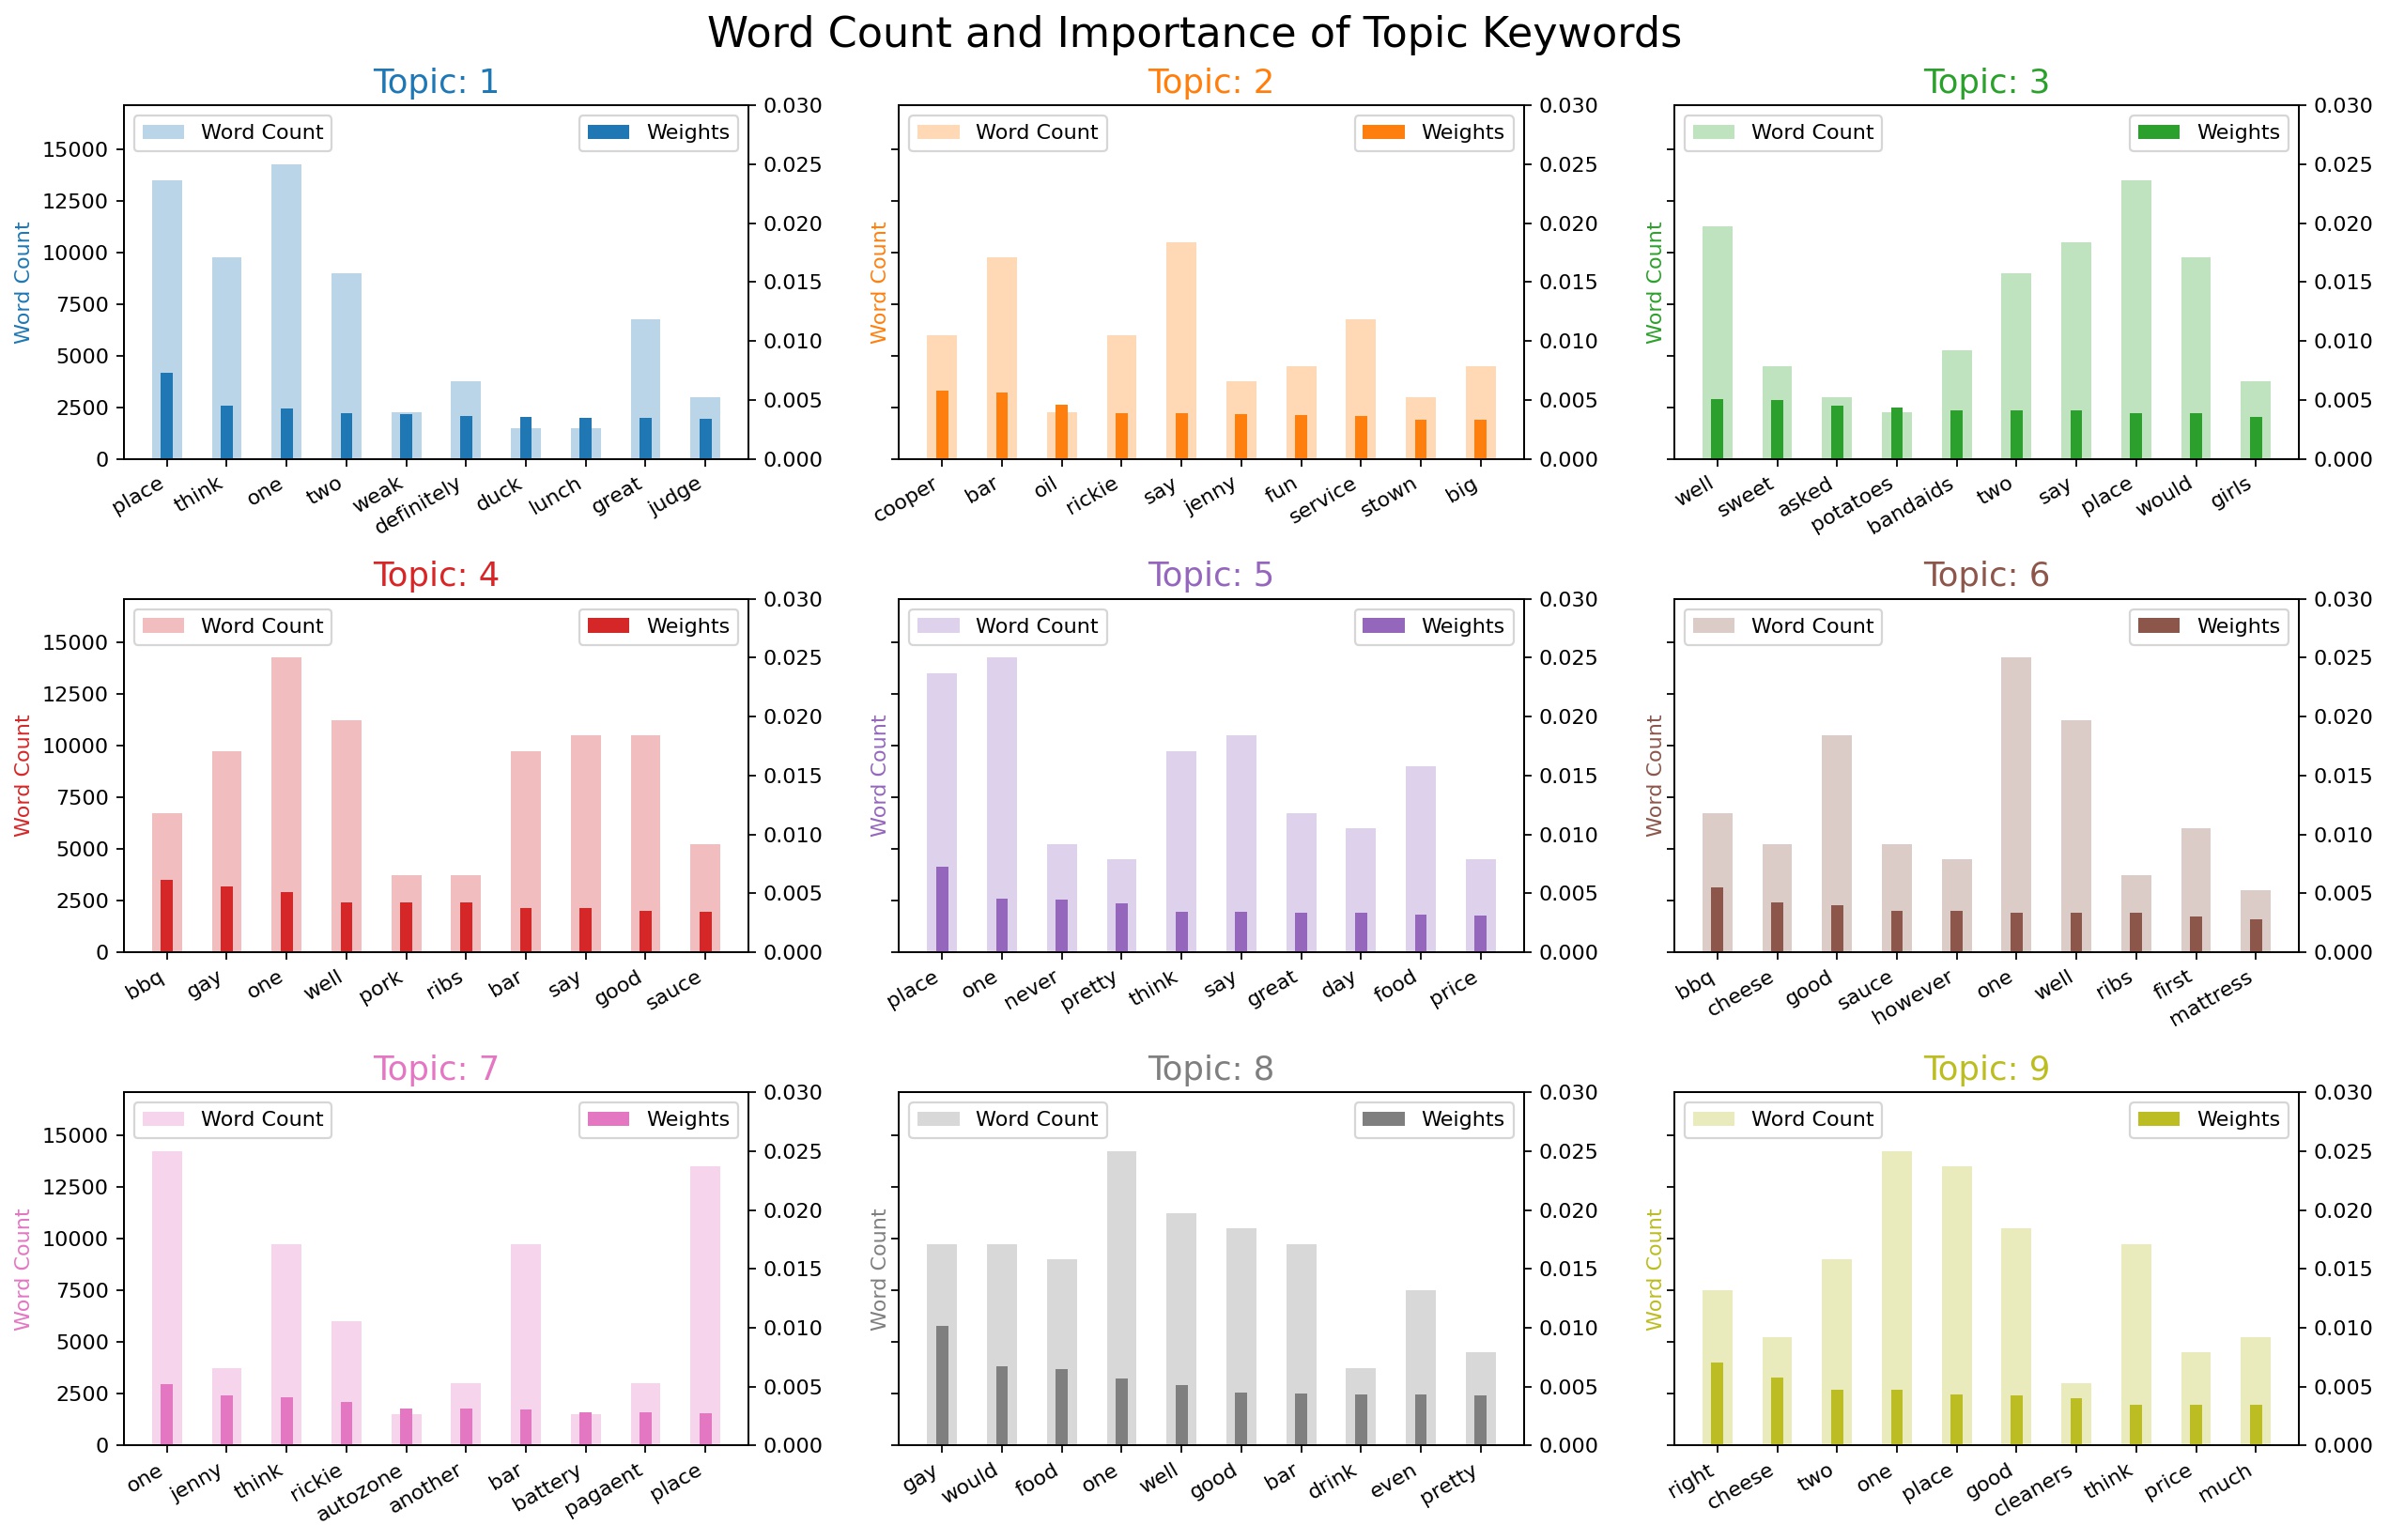 Word Count and Importance of Topic Keywords
Topic: 1
Word Count
Weights
Word Count
15000
12500
10000
7500
5000
2500
0
0.030
0.025
0.020
0.015
0.010
0.005
0.000
place think one two weak definitely duck lunch great judge
Topic: 2
Word Count
Weights
Word Count
0.030
0.025
0.020
0.015
0.010
0.005
0.000
cooper bar oil rickie say jenny fun service stown big
Topic: 3
Word Count
Weights
Word Count
0.030
0.025
0.020
0.015
0.010
0.005
0.000
well sweet asked potatoes bandaids two say place would girls
Topic: 4
Word Count
Weights
Word Count
15000
12500
10000
7500
5000
2500
0
0.030
0.025
0.020
0.015
0.010
0.005
0.000
bbq gay one well pork ribs bar say good sauce
Topic: 5
Word Count
Weights
Word Count
0.030
0.025
0.020
0.015
0.010
0.005
0.000
place one never pretty think say great day food price
Topic: 6
Word Count
Weights
Word Count
0.030
0.025
0.020
0.015
0.010
0.005
0.000
bbq cheese good sauce however one well ribs first mattress
Topic: 7
Word Count
Weights
Word Count
15000
12500
10000
7500
5000
2500
0
0.030
0.025
0.020
0.015
0.010
0.005
0.000
one jenny think rickie autozone another bar battery pagaent place
Topic: 8
Word Count
Weights
Word Count
0.030
0.025
0.020
0.015
0.010
0.005
0.000
gay would food one well good bar drink even pretty
Topic: 9
Word Count
Weights
Word Count
0.030
0.025
0.020
0.015
0.010
0.005
0.000
right cheese two one place good cleaners think price much